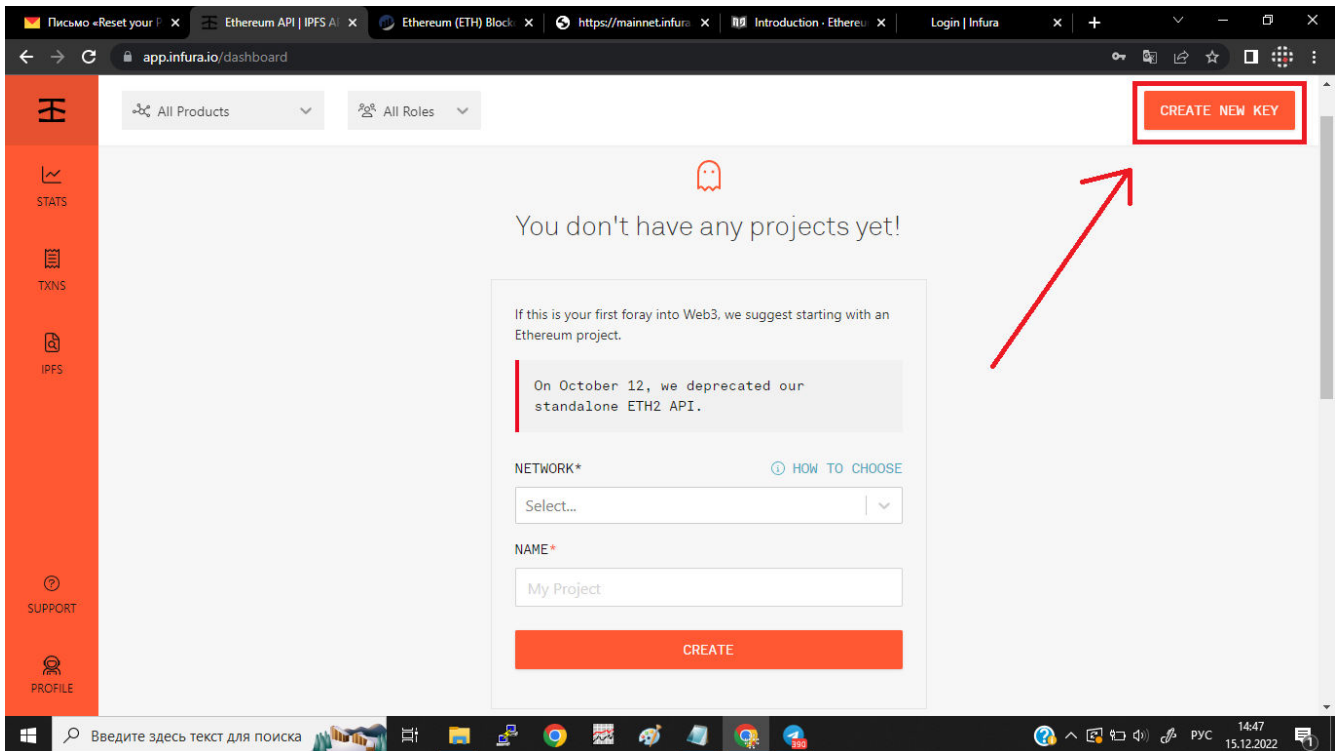 Письмо «Reset your P
Ethereum API | IPFS AI
Ethereum (ETH) Block
https://mainnet.infura
Introduction · Ethereu
Login | Infura
app.infura.io/dashboard
All Products
All Roles
CREATE NEW KEY
STATS
TXNS
IPFS
SUPPORT
PROFILE
You don't have any projects yet!
If this is your first foray into Web3, we suggest starting with an
Ethereum project.
On October 12, we deprecated our
standalone ETH2 API.
NETWORK*
HOW TO CHOOSE
Select...
NAME*
My Project
CREATE
Введите здесь текст для поиска
390
РУС
14:47
15.12.2022
1